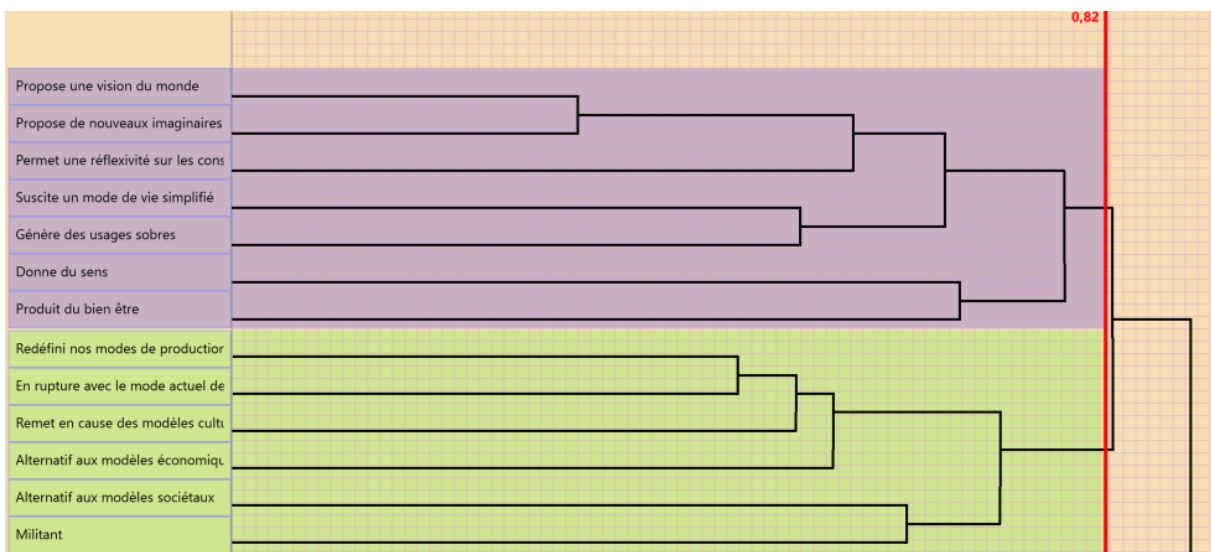 0,82
Propose une vision du monde
Propose de nouveaux imaginaires
Permet une réflexivité sur les cons
Suscite un mode de vie simplifié
Génère des usages sobres
Donne du sens
Produit du bien être
Redéfini nos modes de production
En rupture avec le mode actuel de
Remet en cause des modèles cultu
Alternatif aux modèles économiqu
Alternatif aux modèles sociétaux
Militant